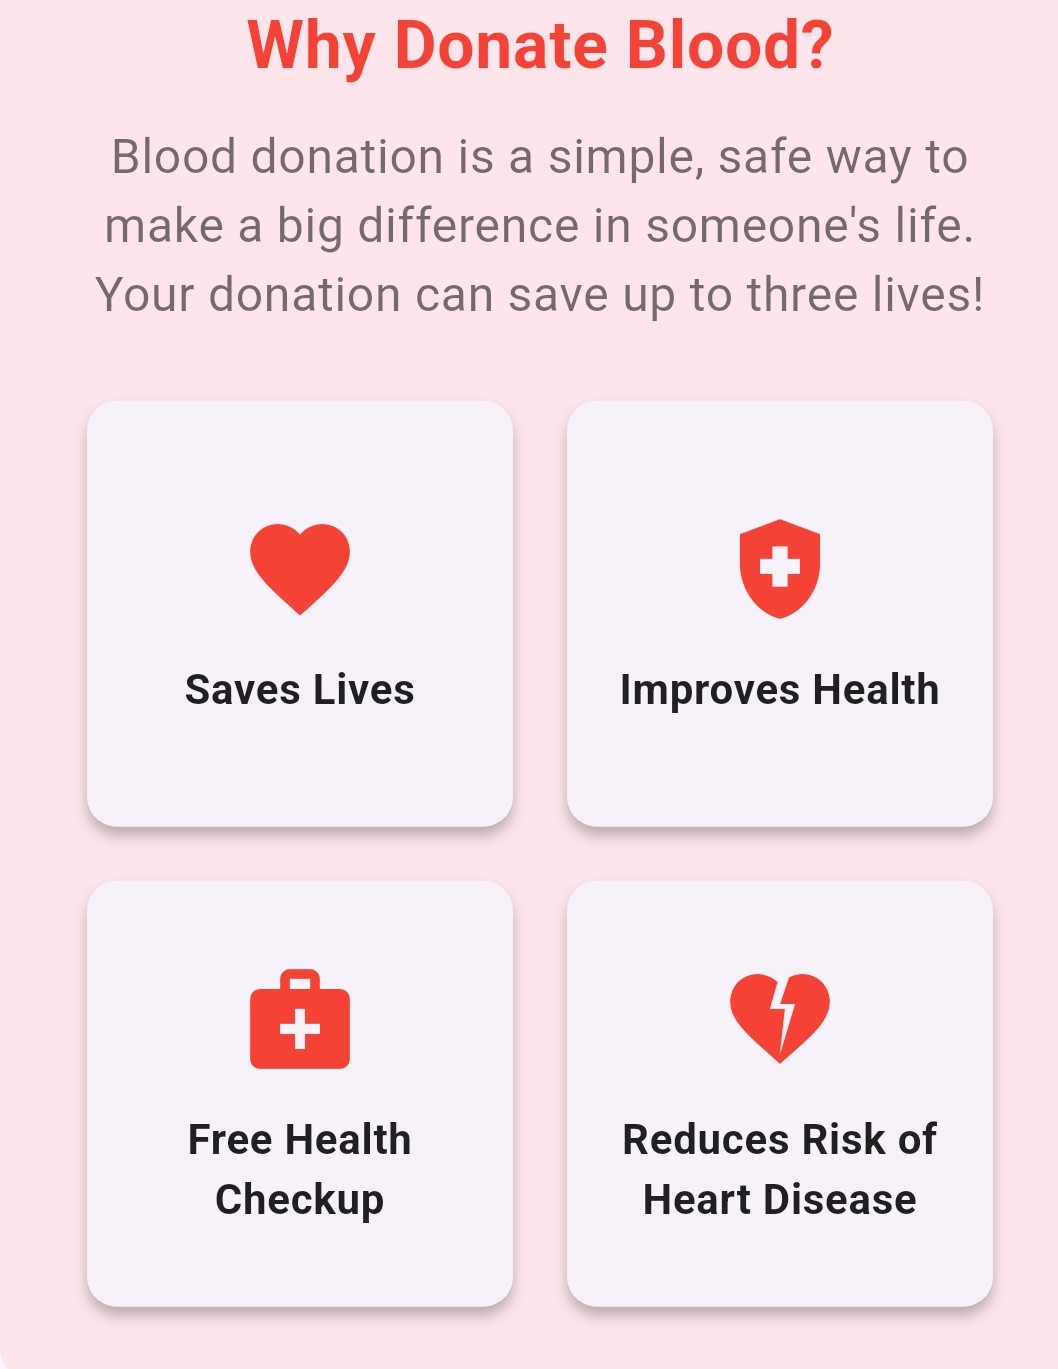 Why Donate Blood?
Blood donation is a simple, safe way to
make a big difference in someone's life.
Your donation can save up to three lives!
Saves Lives
Improves Health
Free Health
Checkup
Reduces Risk of
Heart Disease